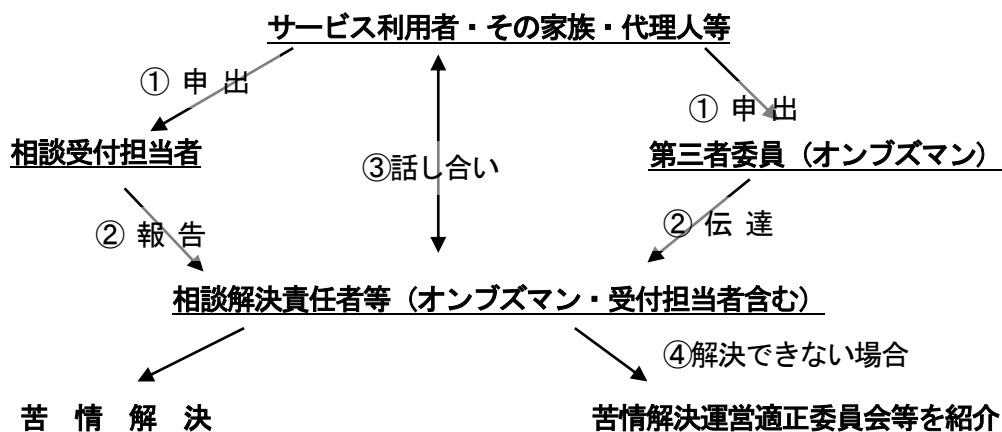 サービス利用者・その家族・代理人等
① 申 出
① 申 出
相談受付担当者
③話し合い
第三者委員（オンブズマン）
② 報 告
② 伝 達
相談解決責任者等（オンブズマン・受付担当者含む）
④解決できない場合
苦 情 解 決
苦情解決運営適正委員会等を紹介